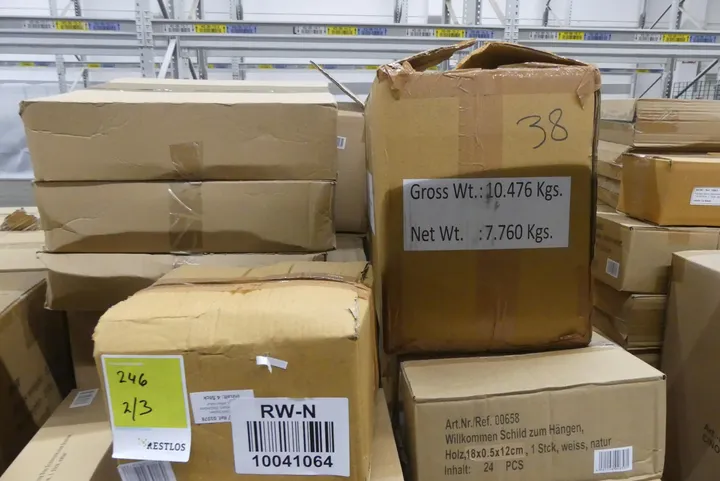 38
Gross Wt.: 10.476 Kgs.
Net Wt. : 7.760 Kgs.
246
2/3
RESTLOS
RW-N
10041064
Art.Nr/Ref. 00658
Willkommen Schild zum Hängen,
Holz,18x0.5x12cm , 1 Stck, weiss, natur
Inhalt: 24 PCS